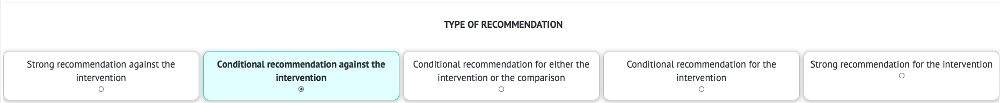 TYPE OF RECOMMENDATION
Strong recommendation against the
intervention
Conditional recommendation against the
intervention
Conditional recommendation for either the
intervention or the comparison
Conditional recommendation for the
intervention
Strong recommendation for the intervention